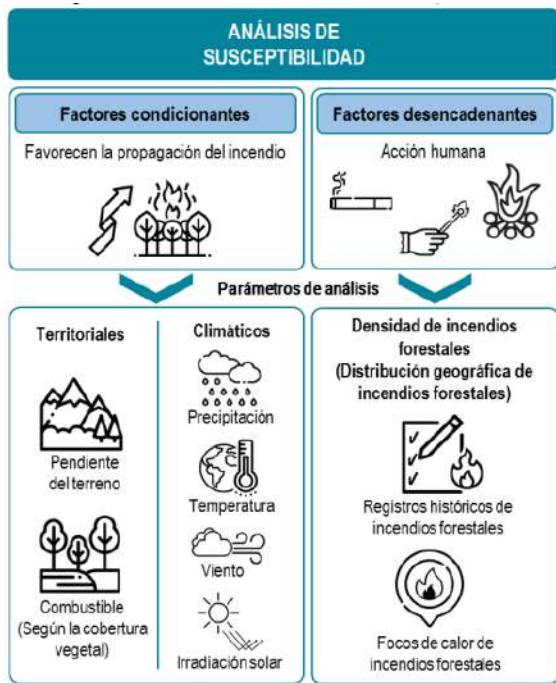 ANÁLISIS DE
SUSCEPTIBILIDAD
Factores condicionantes
Favorecen la propagación del incendio
Factores desencadenantes
Acción humana
Parámetros de análisis
Territoriales
Pendiente
del terreno
Combustible
(Según la cobertura
vegetal)
Climáticos
Precipitación
Temperatura
Viento
Irradiación solar
Densidad de incendios
forestales
(Distribución geográfica de
incendios forestales)
Registros históricos de
incendios forestales
Focos de calor de
incendios forestales